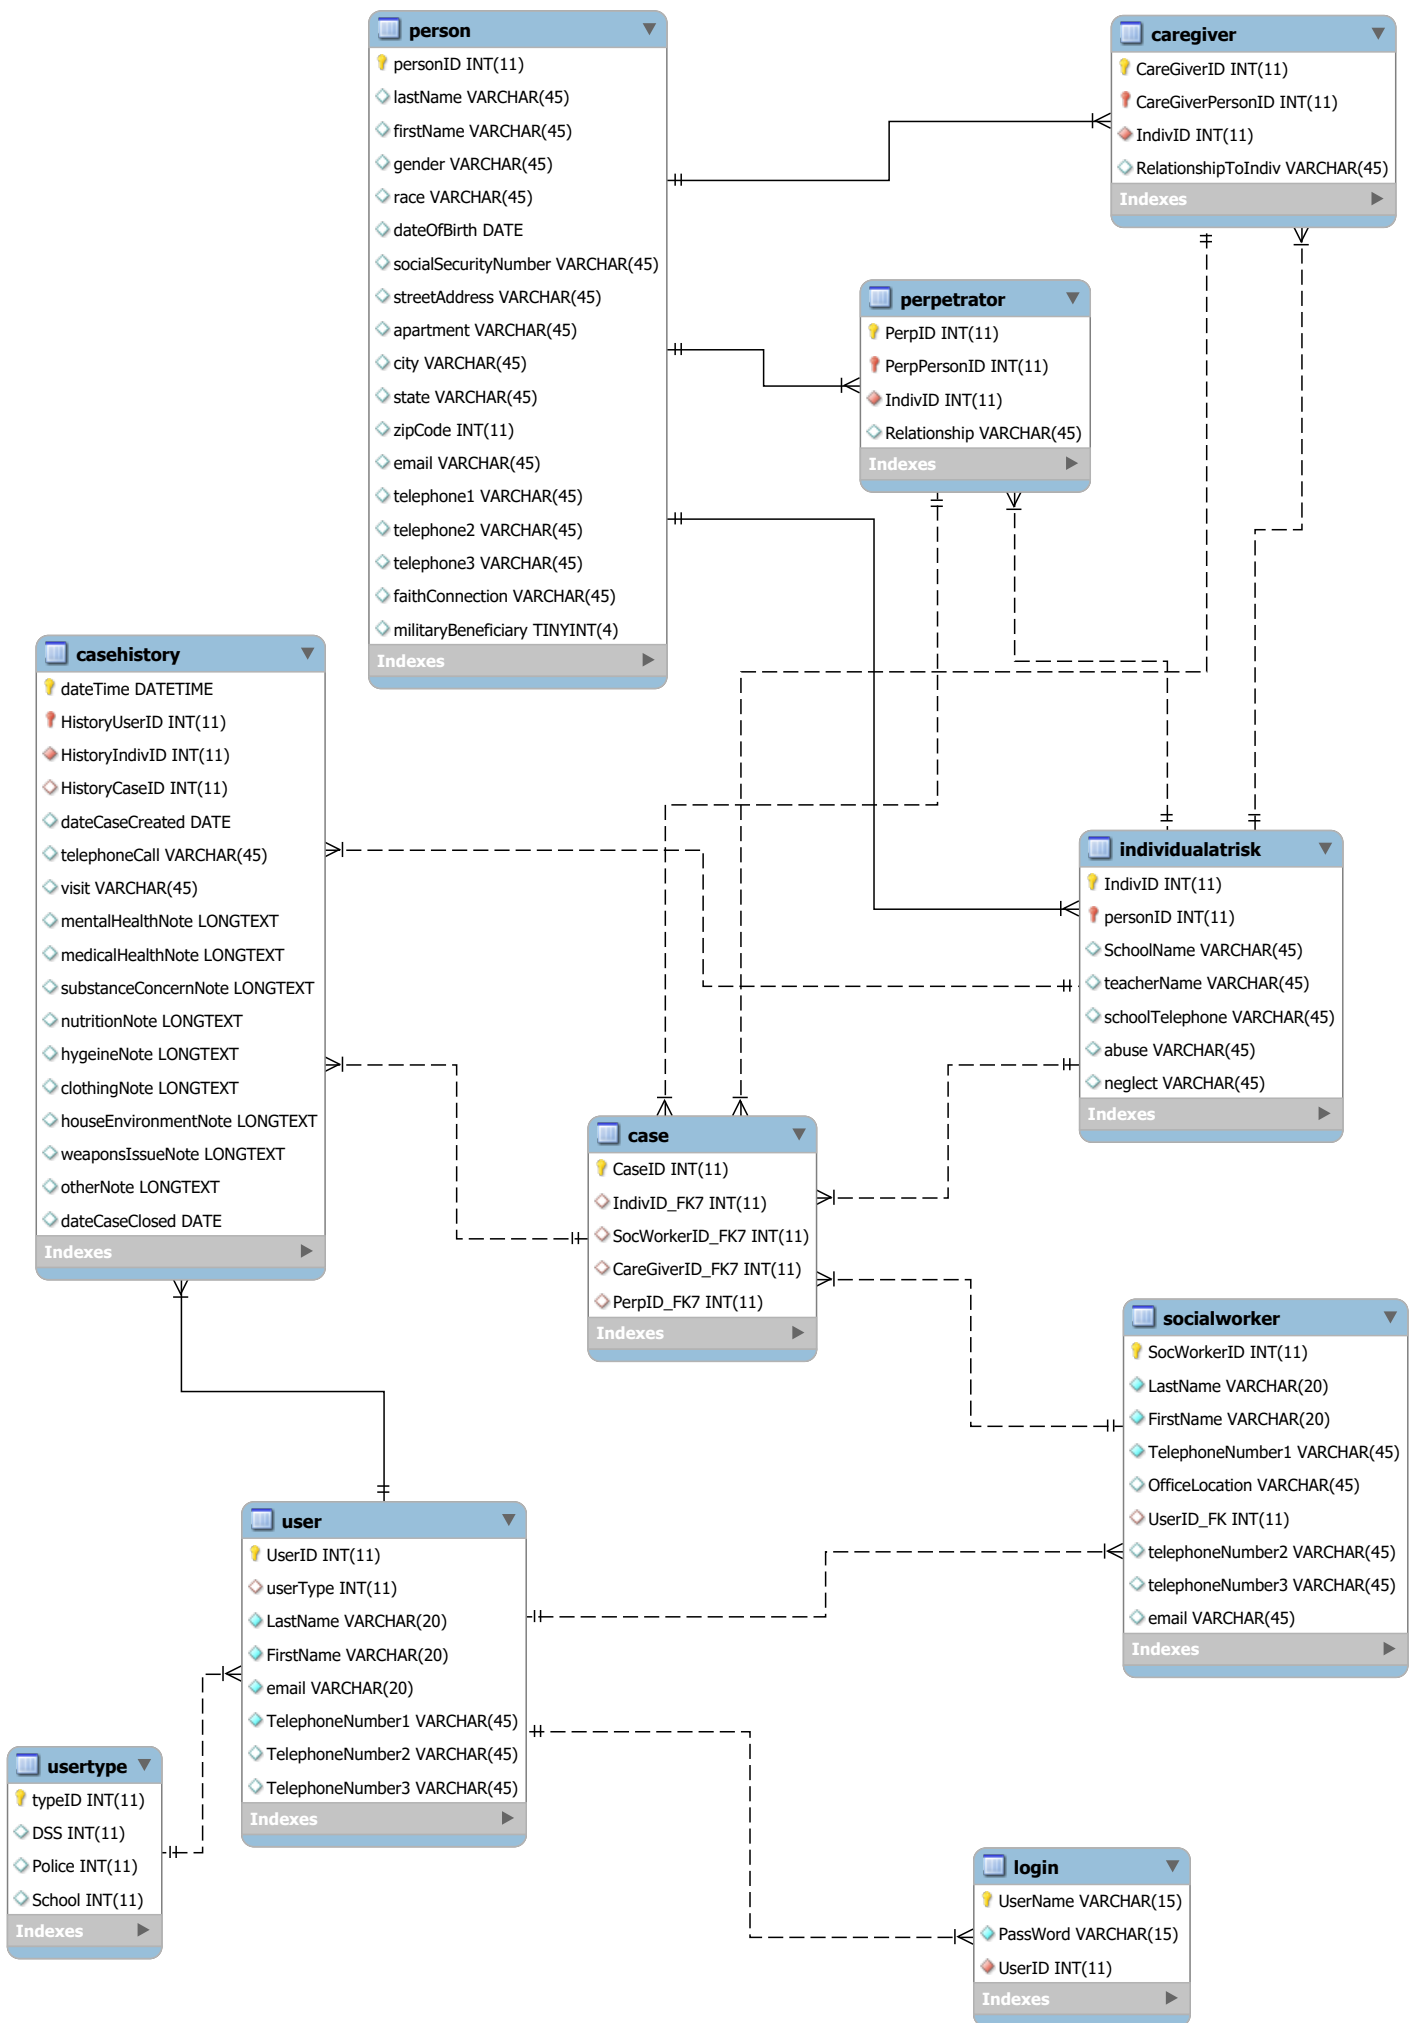 person
personID INT(11)
lastName VARCHAR(45)
firstName VARCHAR(45)
gender VARCHAR(45)
race VARCHAR(45)
dateOfBirth DATE
socialSecurityNumber VARCHAR(45)
streetAddress VARCHAR(45)
apartment VARCHAR(45)
city VARCHAR(45)
state VARCHAR(45)
zipCode INT(11)
email VARCHAR(45)
telephone1 VARCHAR(45)
telephone2 VARCHAR(45)
telephone3 VARCHAR(45)
faithConnection VARCHAR(45)
militaryBeneficiary TINYINT(4)
Indexes
caregiver
CareGiverID INT(11)
CareGiverPersonID INT(11)
IndivID INT(11)
RelationshipToIndiv VARCHAR(45)
Indexes
perpetrator
PerpID INT(11)
PerpPersonID INT(11)
IndivID INT(11)
Relationship VARCHAR(45)
Indexes
casehistory
dateTime DATETIME
HistoryUserID INT(11)
HistoryIndivID INT(11)
HistoryCaseID INT(11)
dateCaseCreated DATE
telephoneCall VARCHAR(45)
visit VARCHAR(45)
mentalHealthNote LONGTEXT
medicalHealthNote LONGTEXT
substanceConcernNote LONGTEXT
nutritionNote LONGTEXT
hygeineNote LONGTEXT
clothingNote LONGTEXT
houseEnvironmentNote LONGTEXT
weaponsIssueNote LONGTEXT
otherNote LONGTEXT
dateCaseClosed DATE
Indexes
individualatrisk
IndivID INT(11)
personID INT(11)
SchoolName VARCHAR(45)
teacherName VARCHAR(45)
schoolTelephone VARCHAR(45)
abuse VARCHAR(45)
neglect VARCHAR(45)
Indexes
case
CaseID INT(11)
IndivID_FK7 INT(11)
SocWorkerID_FK7 INT(11)
CareGiverID_FK7 INT(11)
PerpID_FK7 INT(11)
Indexes
socialworker
SocWorkerID INT(11)
LastName VARCHAR(20)
FirstName VARCHAR(20)
TelephoneNumber1 VARCHAR(45)
OfficeLocation VARCHAR(45)
UserID_FK INT(11)
telephoneNumber2 VARCHAR(45)
telephoneNumber3 VARCHAR(45)
email VARCHAR(45)
Indexes
user
UserID INT(11)
userType INT(11)
LastName VARCHAR(20)
FirstName VARCHAR(20)
email VARCHAR(20)
TelephoneNumber1 VARCHAR(45)
TelephoneNumber2 VARCHAR(45)
TelephoneNumber3 VARCHAR(45)
Indexes
usertype
typeID INT(11)
DSS INT(11)
Police INT(11)
School INT(11)
Indexes
login
UserName VARCHAR(15)
PassWord VARCHAR(15)
UserID INT(11)
Indexes